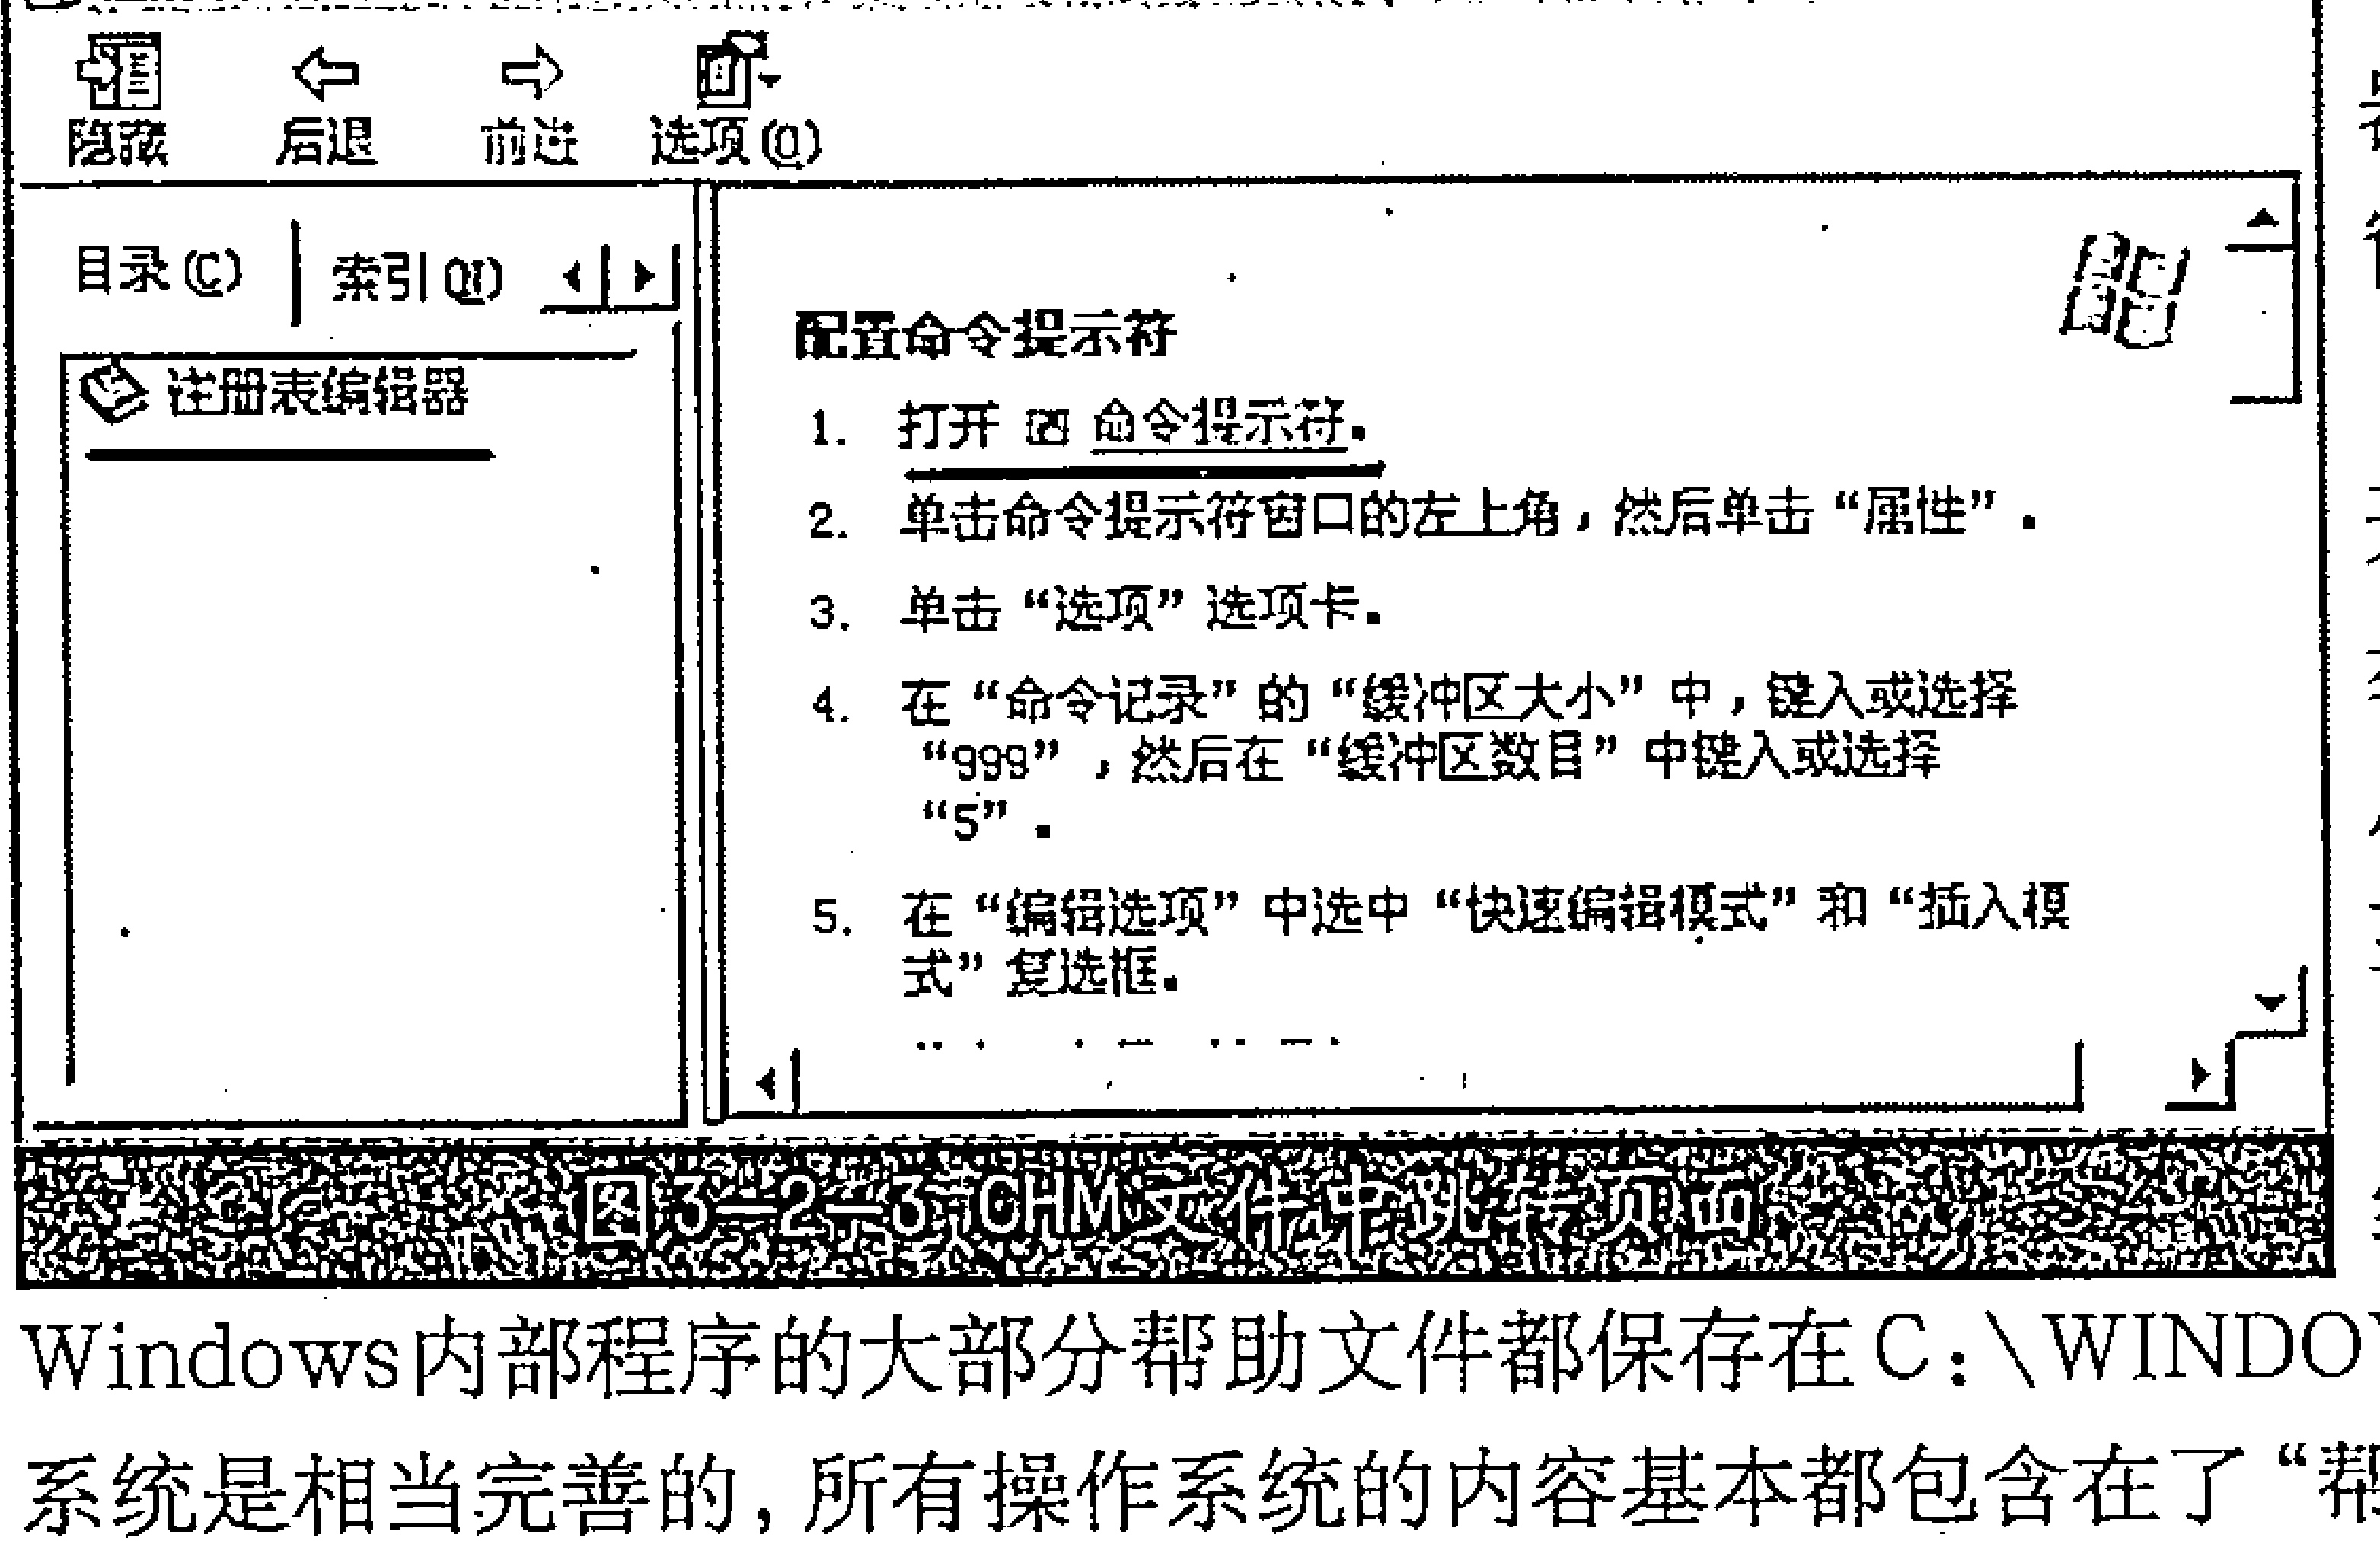 隐藏 后退 前进 选项(O)
目录(C) 索引(N)
注册表编辑器
配置命令提示符
1. 打开 命令提示符.
2. 单击命令提示符窗口的左上角,然后单击“属性”.
3. 单击“选项”选项卡.
4. 在“命令记录”的“缓冲区大小”中,键入或选择
“999”,然后在“缓冲区数目”中键入或选择
“5”.
5. 在“编辑选项”中选中“快速编辑模式”和“插入模
式”复选框.
图3-2-3 CHM文件中跳转页面
Windows内部程序的大部分帮助文件都保存在C:\WINDO
系统是相当完善的,所有操作系统的内容基本都包含在了“帮